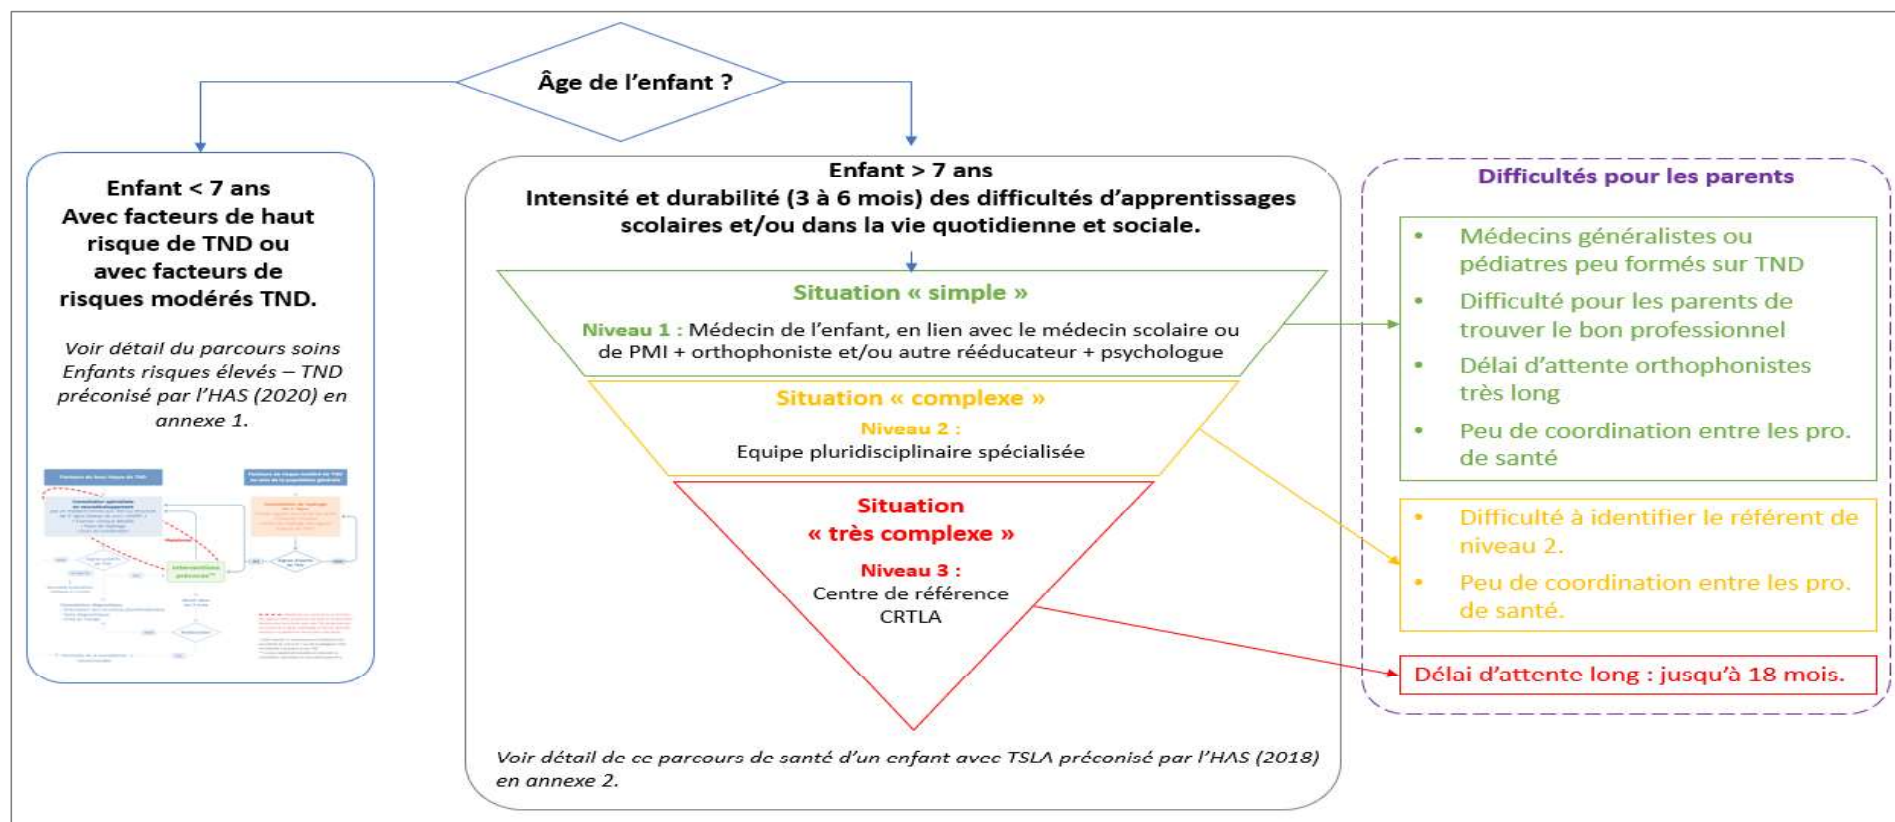 Âge de l'enfant ?
Enfant < 7 ans
Avec facteurs de haut
risque de TND ou
avec facteurs de
risques modérés TND.
Voir détail du parcours soins
Enfants risques élevés – TND
préconisé par l'HAS (2020) en
annexe 1.
Facteurs de haut risque de TND
Interventions
précoces
Enfant > 7 ans
Intensité et durabilité (3 à 6 mois) des difficultés d'apprentissages
scolaires et/ou dans la vie quotidienne et sociale.
Situation « simple »
Niveau 1 : Médecin de l'enfant, en lien avec le médecin scolaire ou
de PMI + orthophoniste et/ou autre rééducateur + psychologue
Situation « complexe »
Niveau 2 :
Equipe pluridisciplinaire spécialisée
Situation
« très complexe »
Niveau 3 :
Centre de référence
CRTLA
Voir détail de ce parcours de santé d'un enfant avec TSLA préconisé par l'HAS (2018)
en annexe 2.
Difficultés pour les parents
• Médecins généralistes ou
pédiatres peu formés sur TND
• Difficulté pour les parents de
trouver le bon professionnel
• Délai d'attente orthophonistes
très long
• Peu de coordination entre les pro.
de santé
• Difficulté à identifier le référent de
niveau 2.
• Peu de coordination entre les pro.
de santé.
Délai d'attente long : jusqu'à 18 mois.